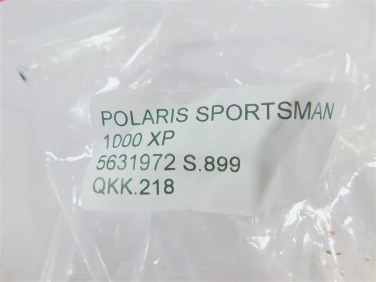 POLARIS SPORTSMAN
1000 XP
5631972 S.899
QKK.218